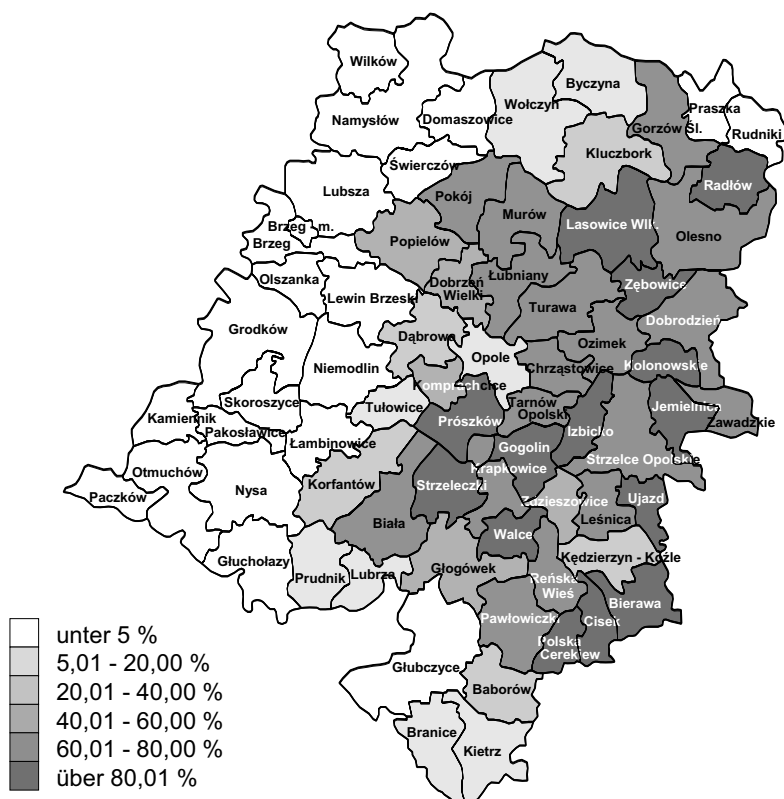 Wilków
Byczyna
Wołczyn
Praszka
Namysłów
Domaszowice
Gorzów Śl.
Rudniki
Kluczbork
Świerczów
Radłów
Lubsza
Pokój
Murów
Lasowice Wlk.
Brzeg m.
Brzeg
Popielów
Olesno
Olszanka
Łubniany
Dobrzeń
Wielki
Zębowice
Lewin Brzeski
Turawa
Dobrodzień
Grodków
Dąbrowa
Ozimek
Opole
Niemodlin
Chrząstowice
Kolonowskie
Komprachcice
Skoroszyce
Tułowice
Tarnów
Opolski
Jemielnica
Kamiennik
Prószków
Zawadzkie
Pakosławice
Izbicko
Łambinowice
Gogolin
Strzelce Opolskie
Otmuchów
Krapkowice
Paczków
Nysa
Korfantów
Strzeleczki
Zdzieszowice
Ujazd
Biała
Leśnica
Walce
Kędzierzyn - Koźle
Głuchołazy
Prudnik
Lubrza
Głogówek
Reńska
Wieś
Bierawa
Pawłowiczki
Cisek
Polska
Cerekiew
Głubczyce
Baborów
Branice
Kietrz
unter 5 %
5,01 - 20,00 %
20,01 - 40,00 %
40,01 - 60,00 %
60,01 - 80,00 %
über 80,01 %